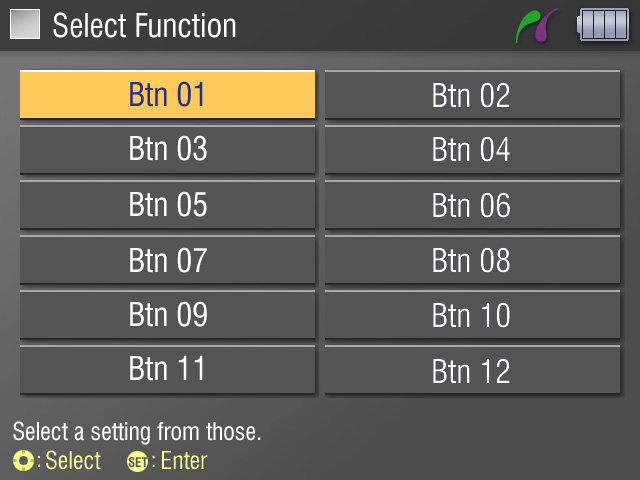 Select Function
Btn 01 Btn 02
Btn 03 Btn 04
Btn 05 Btn 06
Btn 07 Btn 08
Btn 09 Btn 10
Btn 11 Btn 12
Select a setting from those.
: Select SET : Enter